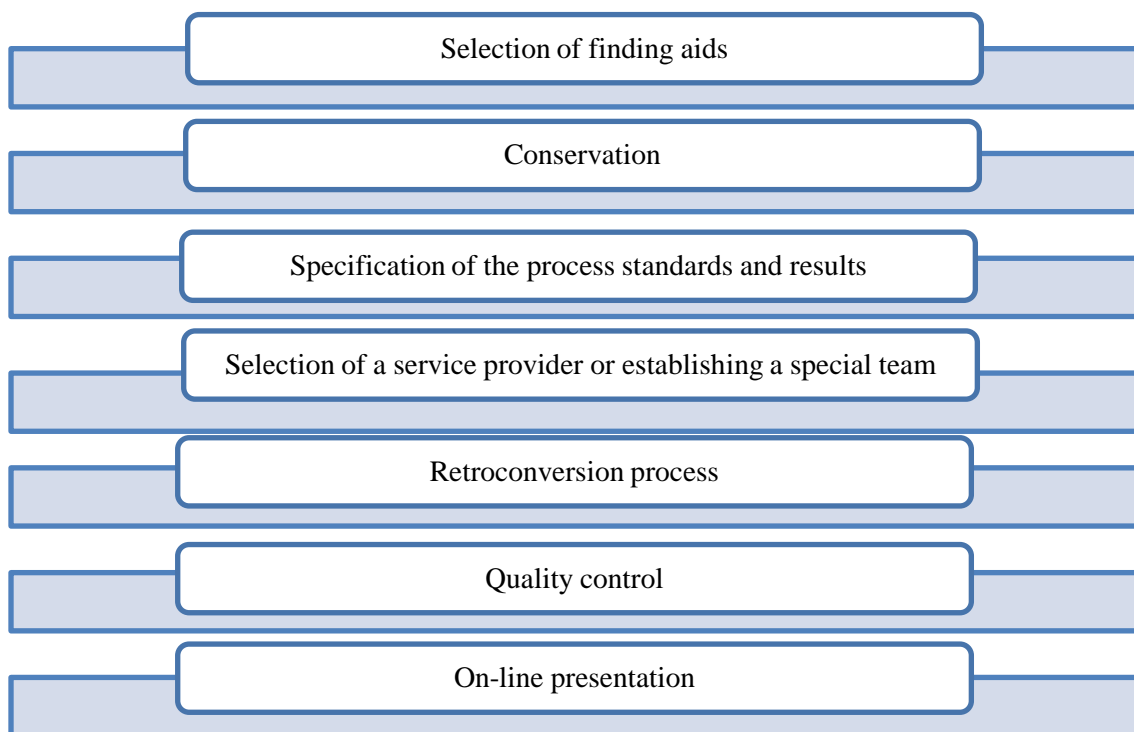 Selection of finding aids
Conservation
Specification of the process standards and results
Selection of a service provider or establishing a special team
Retroconversion process
Quality control
On-line presentation